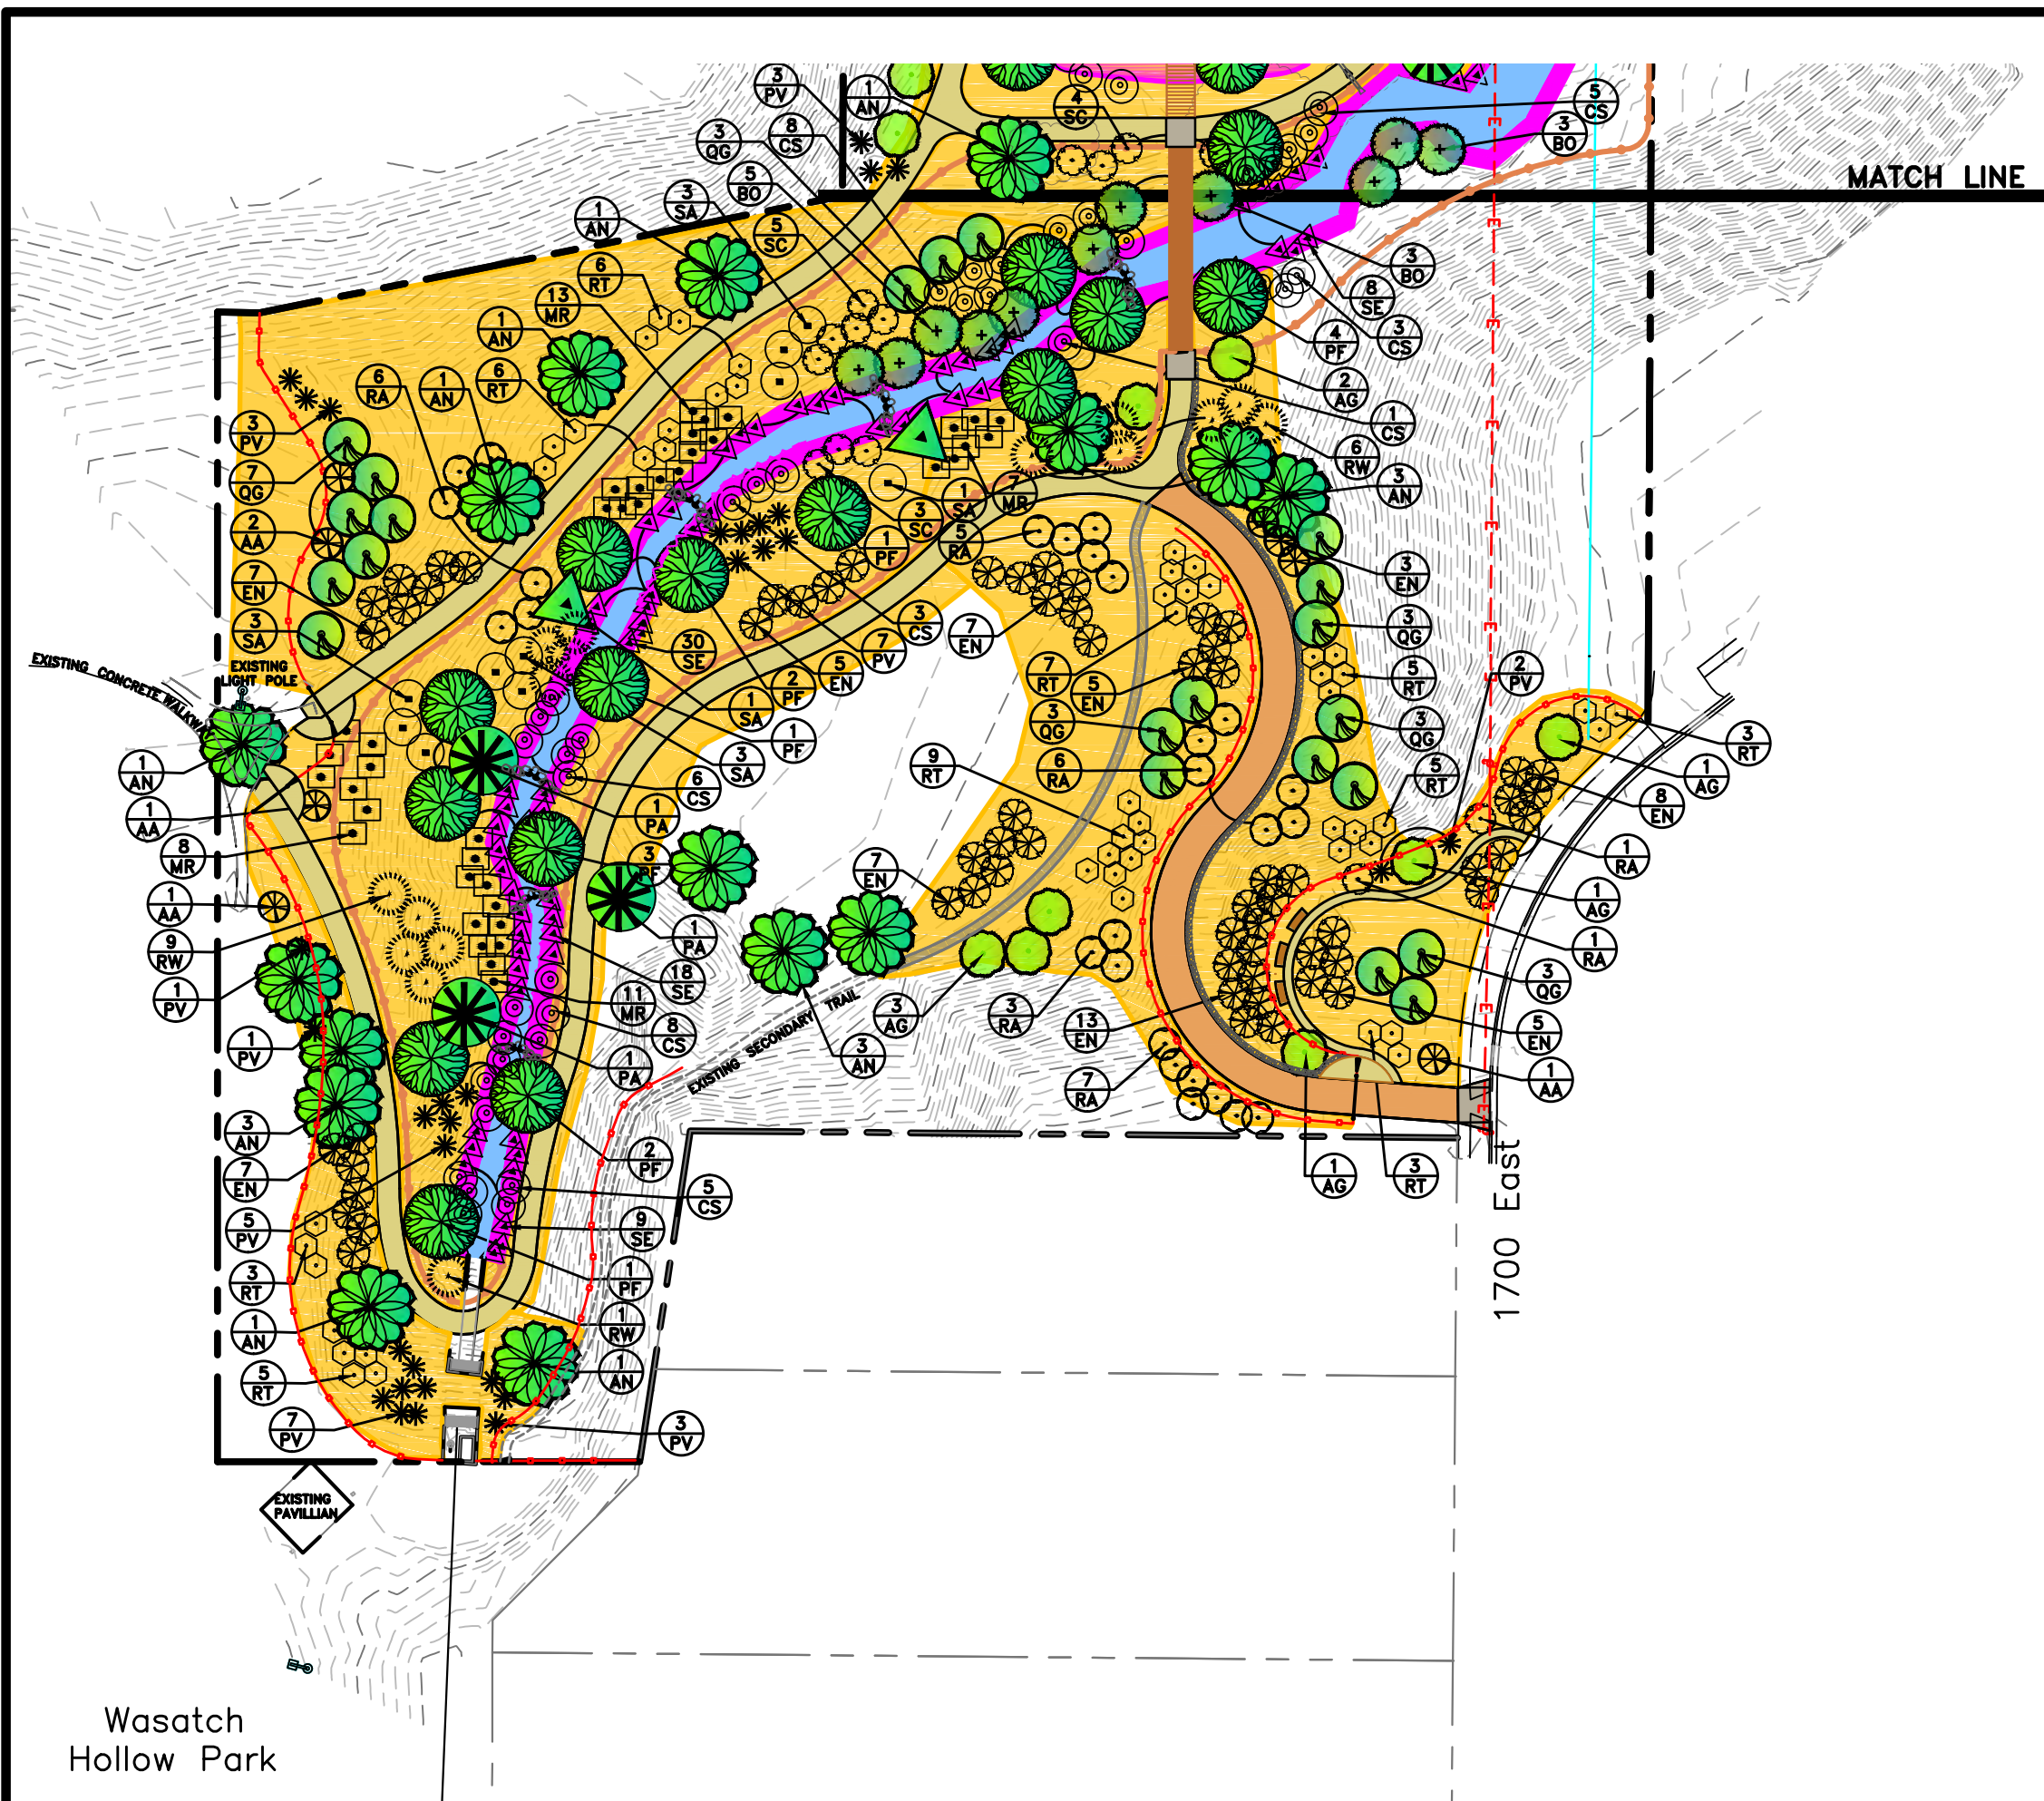 3
PV
1
AN
4
SC
5
CS
3
BO
3
QG
8
CS
MATCH LINE
5
BO
3
SA
1
AN
5
SC
6
RT
3
BO
13
MR
8
SE
1
AN
3
CS
4
PF
6
RT
6
RA
1
AN
2
AG
1
CS
3
PV
6
RW
7
QG
3
AN
7
MR
1
SA
3
SC
2
AA
5
RA
1
PF
7
EN
3
EN
3
SA
3
CS
7
EN
3
QG
30
SE
7
PV
EXISTING CONCRETE WALKWAY
EXISTING
LIGHT POLE
5
EN
7
RT
5
RT
2
PV
2
PF
5
EN
1
SA
3
QG
3
QG
1
PF
3
RT
1
AN
3
SA
9
RT
6
RA
5
RT
1
AG
6
CS
8
EN
1
AA
1
PA
8
MR
3
PF
7
EN
1
RA
1
AA
1
AG
9
RW
1
PA
1
RA
1
PV
18
SE
3
QG
11
MR
EXISTING SECONDARY TRAIL
3
AG
3
RA
13
EN
5
EN
1
PV
8
CS
3
AN
1
PA
7
RA
1
AA
3
AN
7
EN
2
PF
1
AG
3
RT
5
CS
5
PV
9
SE
1700 East
3
RT
1
PF
1
AN
1
RW
5
RT
1
AN
7
PV
3
PV
EXISTING
PAVILLIAN
Wasatch
Hollow Park
E
E
E
E
E
E
E
E
E
E
E